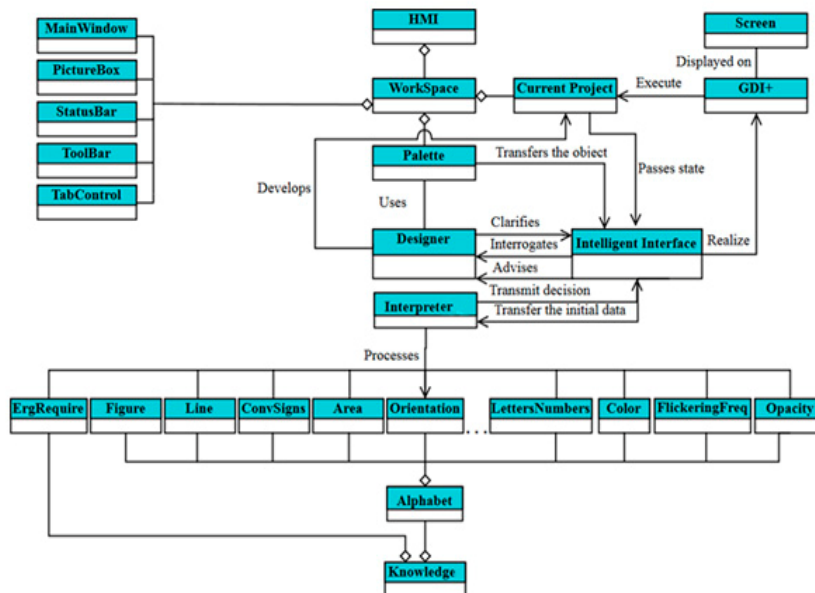 HMI
Screen
MainWindow
Displayed on
PictureBox
WorkSpace
Current Project
Execute
GDI+
StatusBar
ToolBar
Palette
Transfers the object
Passes state
TabControl
Develops
Uses
Clarifies
Designer
Interrogates
Intelligent Interface
Realize
Advises
Transmit decision
Interpreter
Transfer the initial data
Processes
ErgRequire
Figure
Line
ConvSigns
Area
Orientation
...
LettersNumbers
Color
FlickeringFreq
Opacity
Alphabet
Knowledge